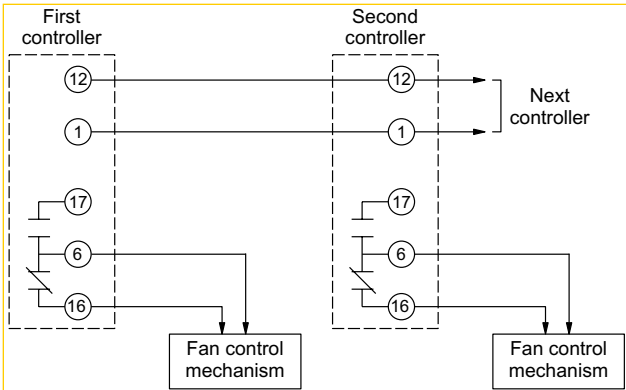 First
controller
Second
controller
12
12
1
1
Next
controller
17
17
6
6
16
16
Fan control
mechanism
Fan control
mechanism